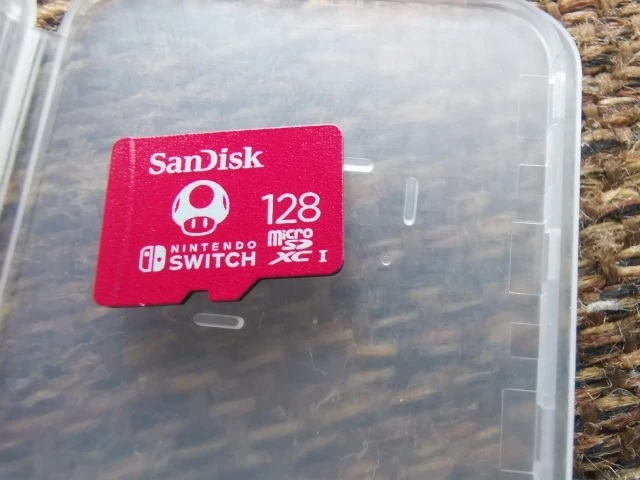 SanDisk
128
NINTENDO
SWITCH
micro
SD
XC I